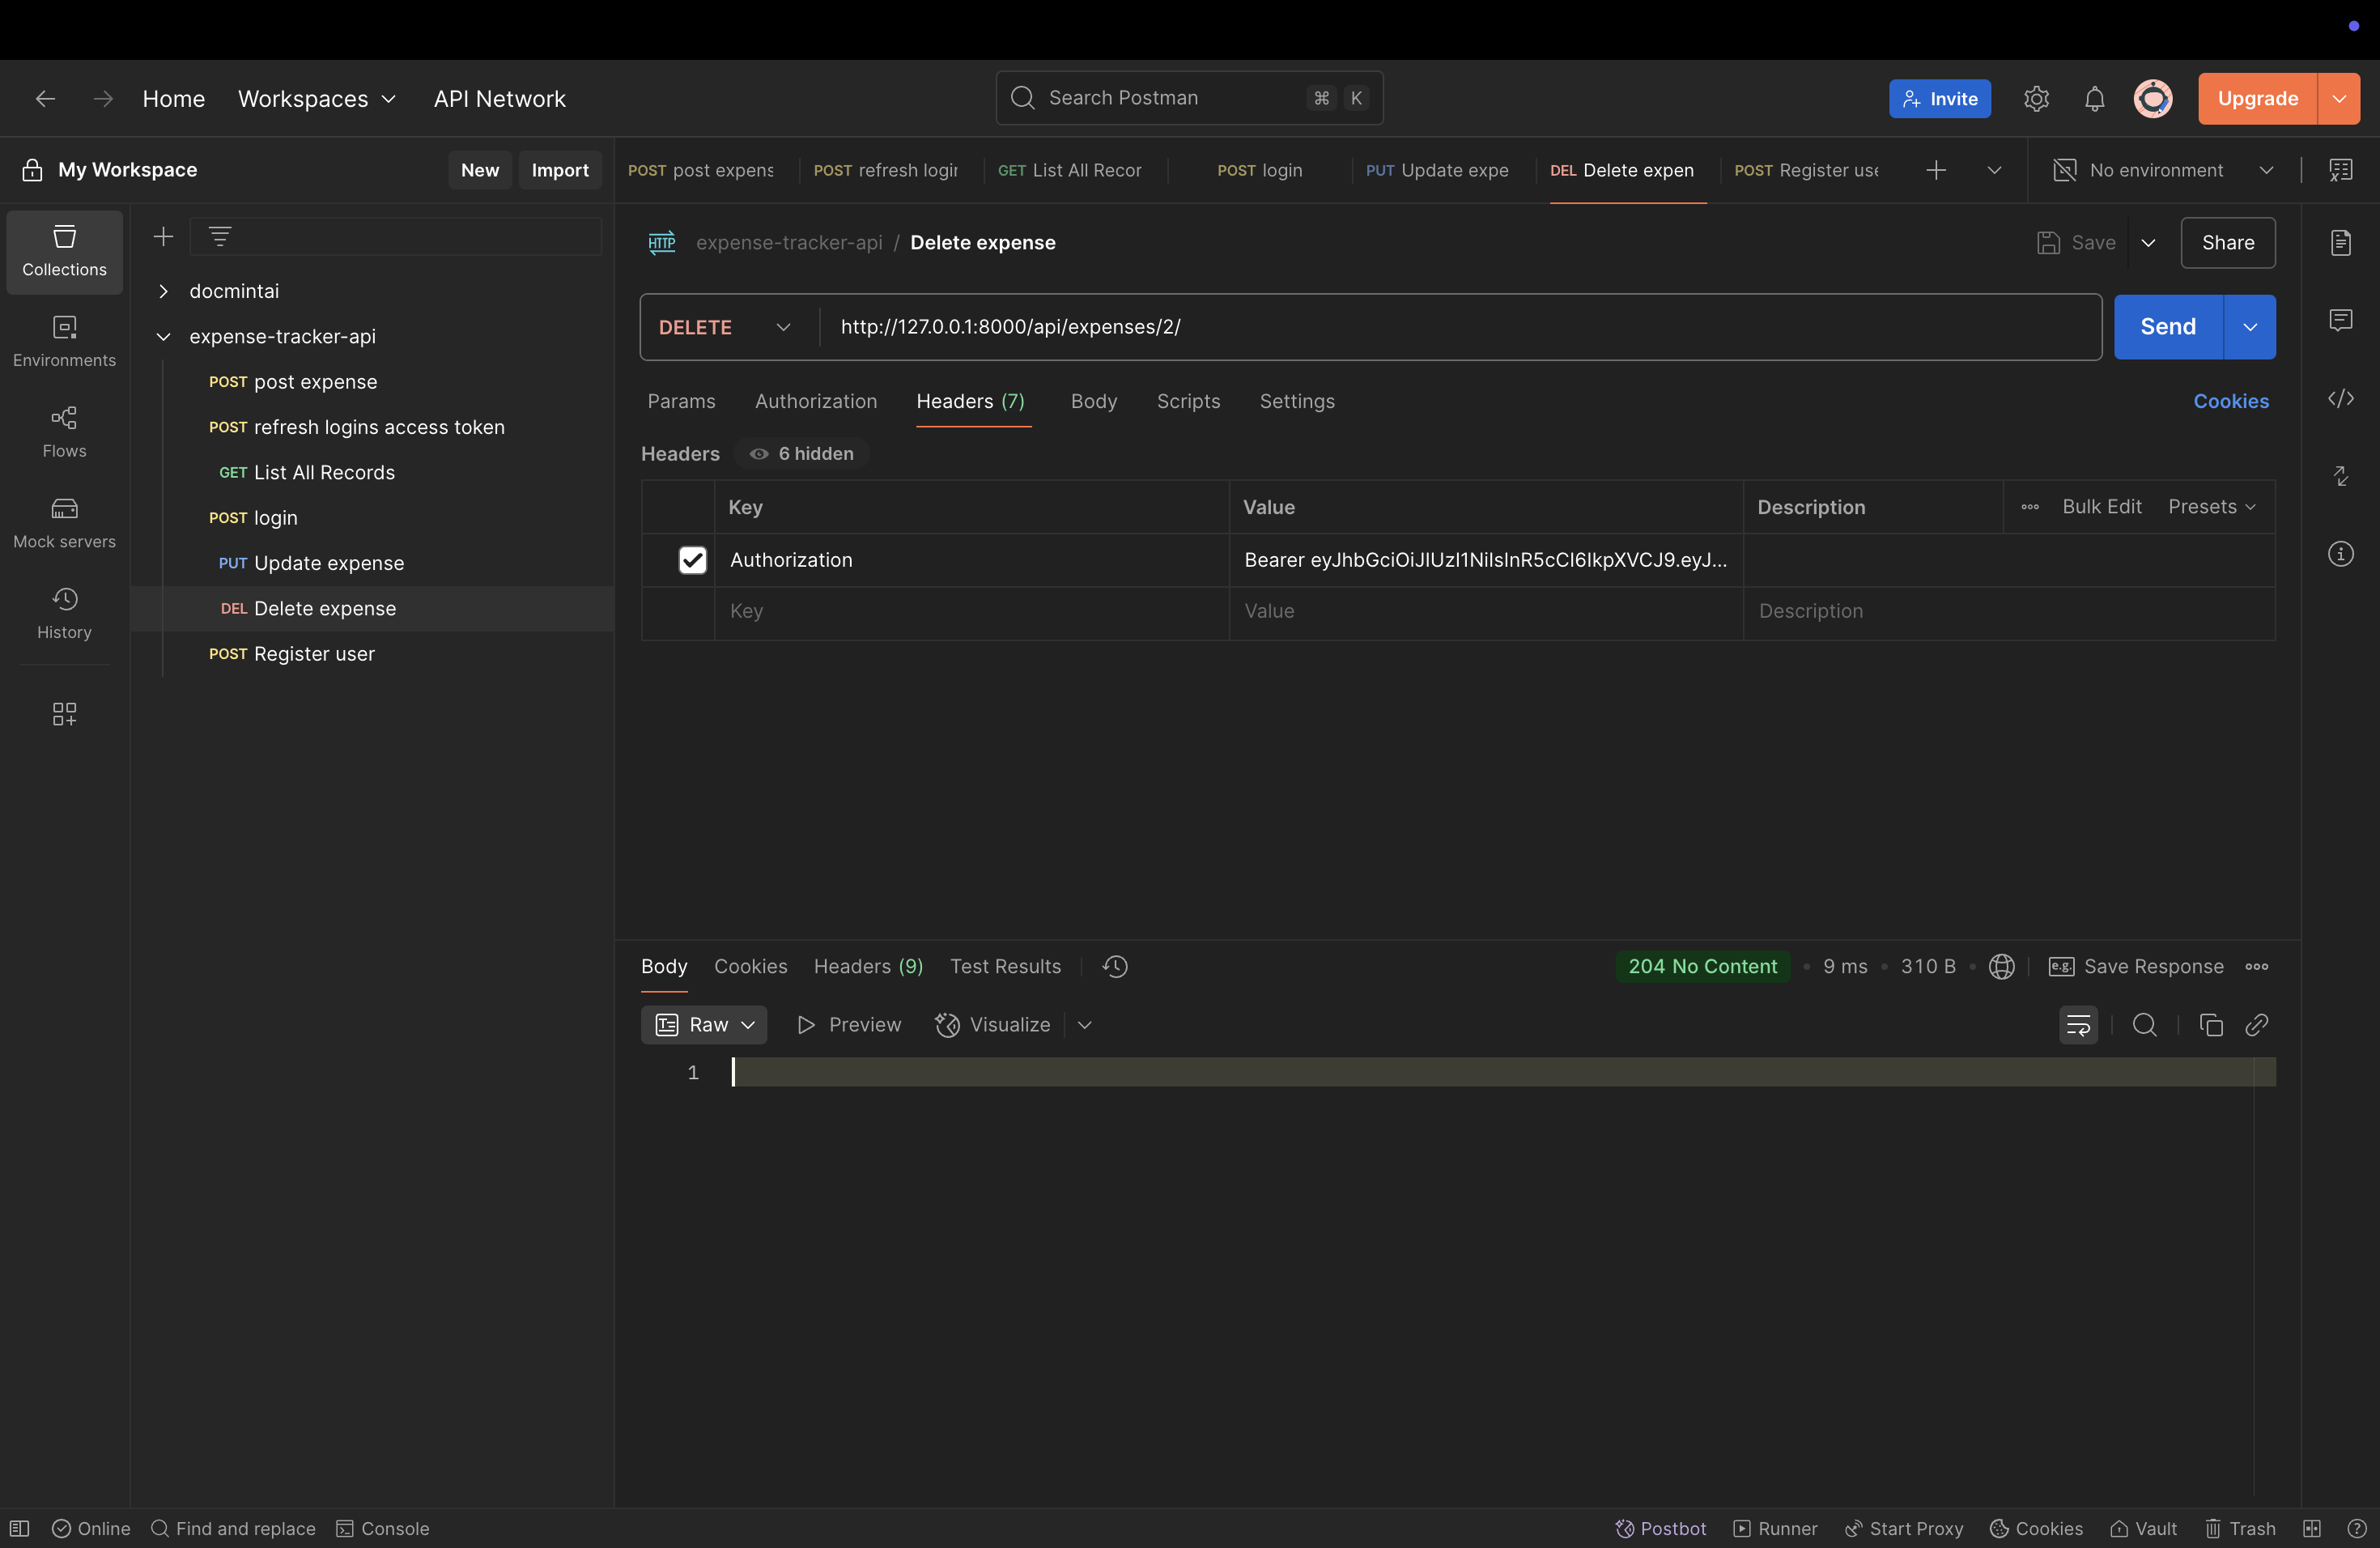 Home Workspaces API Network
Search Postman ⌘ K
Invite
Upgrade
My Workspace
New Import
POST post expens
POST refresh login
GET List All Recor
POST login
PUT Update expe
DEL Delete expen
POST Register use
No environment
Collections
Environments
Flows
Mock servers
History
docmintai
expense-tracker-api
POST post expense
POST refresh logins access token
GET List All Records
POST login
PUT Update expense
DEL Delete expense
POST Register user
HTTP expense-tracker-api / Delete expense
Save
Share
DELETE http://127.0.0.1:8000/api/expenses/2/
Send
Params Authorization Headers (7) Body Scripts Settings
Cookies
Headers 6 hidden
Key Value Description Bulk Edit Presets
Authorization Bearer eyJhbGciOiJIUzI1NiIsInR5cCI6IkpXVCJ9.eyJ...
Key Value Description
Body Cookies Headers (9) Test Results
204 No Content • 9 ms • 310 B • e.g. Save Response
Raw Preview Visualize
1
Online Find and replace Console
Postbot Runner Start Proxy Cookies Vault Trash